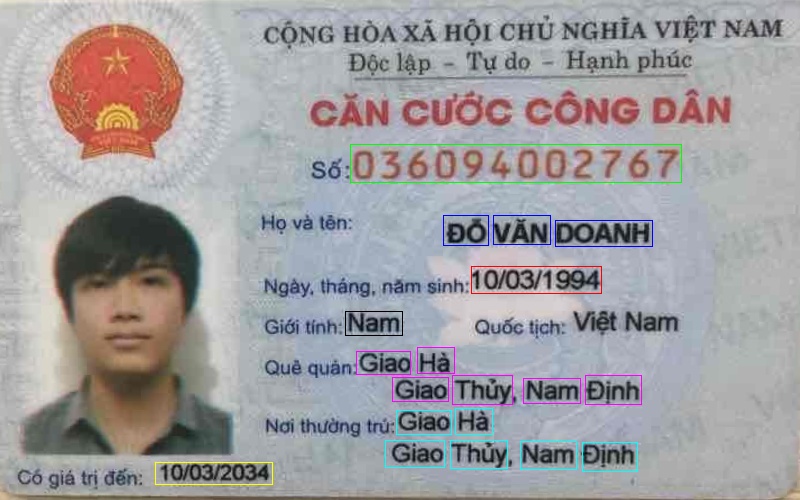 CỘNG HÒA XÃ HỘI CHỦ NGHĨA VIỆT NAM
Độc lập - Tự do - Hạnh phúc
CĂN CƯỚC CÔNG DÂN
Số: 036094002767
Họ và tên: ĐỖ VĂN DOANH
Ngày, tháng, năm sinh: 10/03/1994
Giới tính: Nam Quốc tịch: Việt Nam
Quê quán: Giao Hà
Giao Thủy, Nam Định
Nơi thường trú: Giao Hà
Giao Thủy, Nam Định
Có giá trị đến: 10/03/2034